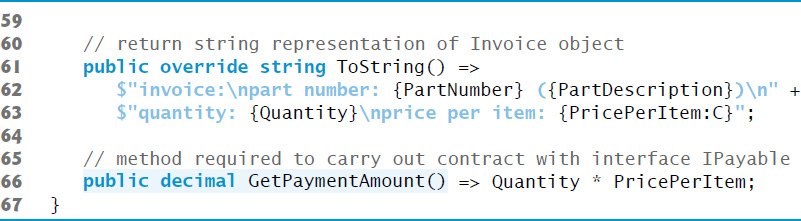 59
60 // return string representation of Invoice object
61 public override string ToString() =>
62 $"invoice:\npart number: {PartNumber} ({PartDescription})\n" +
63 $"quantity: {Quantity}\nprice per item: {PricePerItem:C}";
64
65 // method required to carry out contract with interface IPayable
66 public decimal GetPaymentAmount() => Quantity * PricePerItem;
67 }